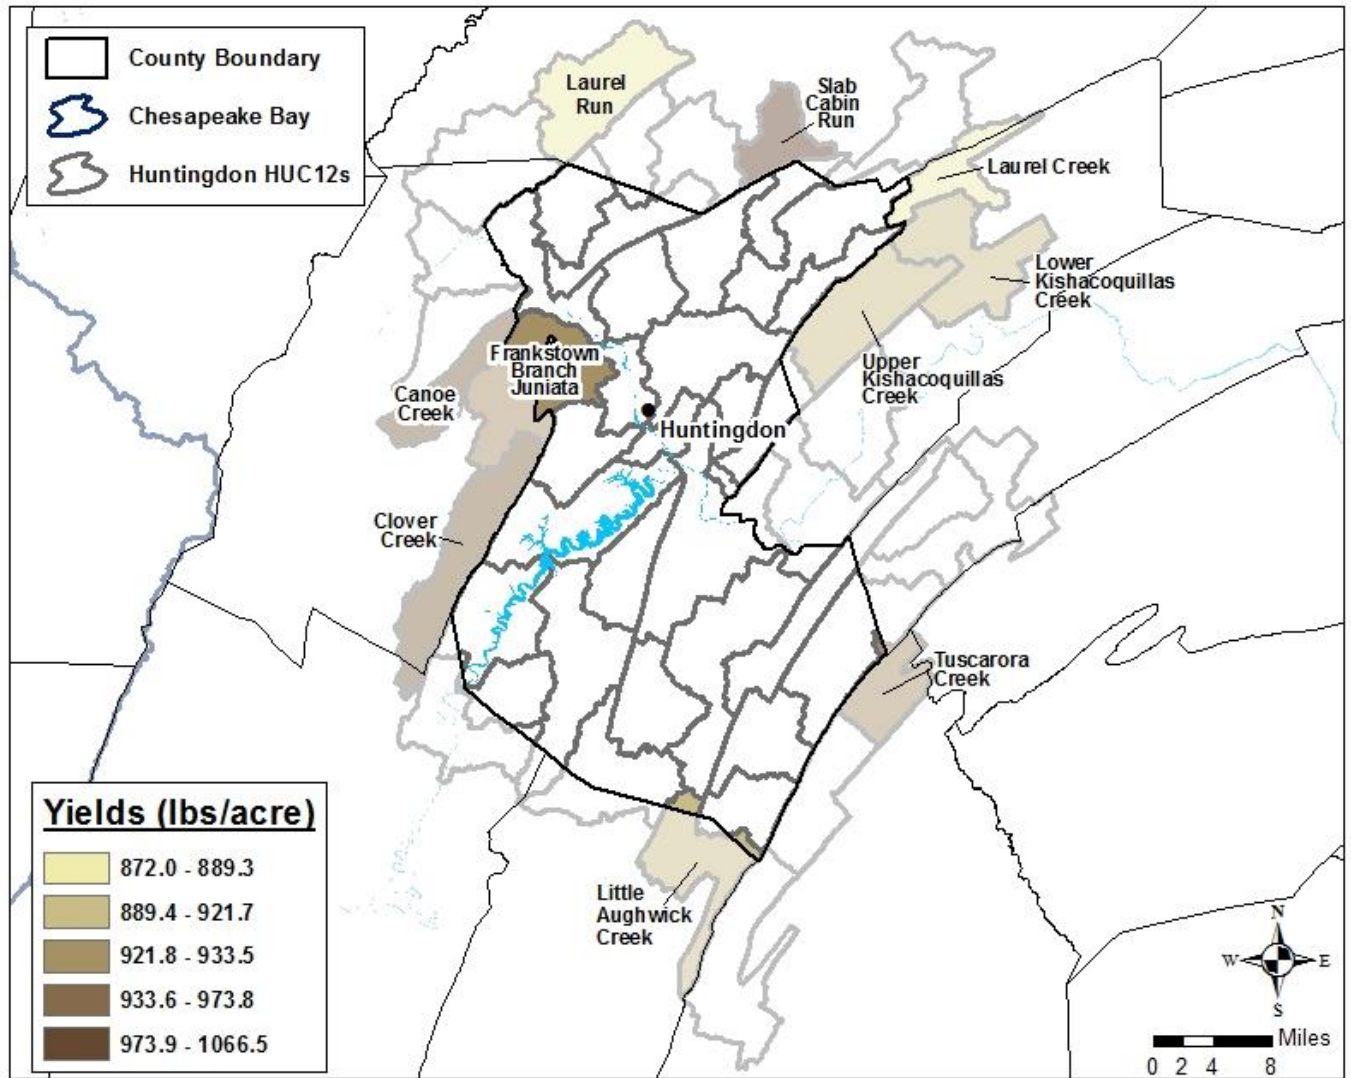 County Boundary
Chesapeake Bay
Huntingdon HUC12s
Laurel
Run
Slab
Cabin
Run
Laurel Creek
Lower
Kishacoquillas
Creek
Upper
Kishacoquillas
Creek
Frankstown
Branch
Juniata
Canoe
Creek
Huntingdon
Clover
Creek
Tuscarora
Creek
Little
Aughwick
Creek
Yields (lbs/acre)
872.0 - 889.3
889.4 - 921.7
921.8 - 933.5
933.6 - 973.8
973.9 - 1066.5
N
W E
S
Miles
0 2 4 8